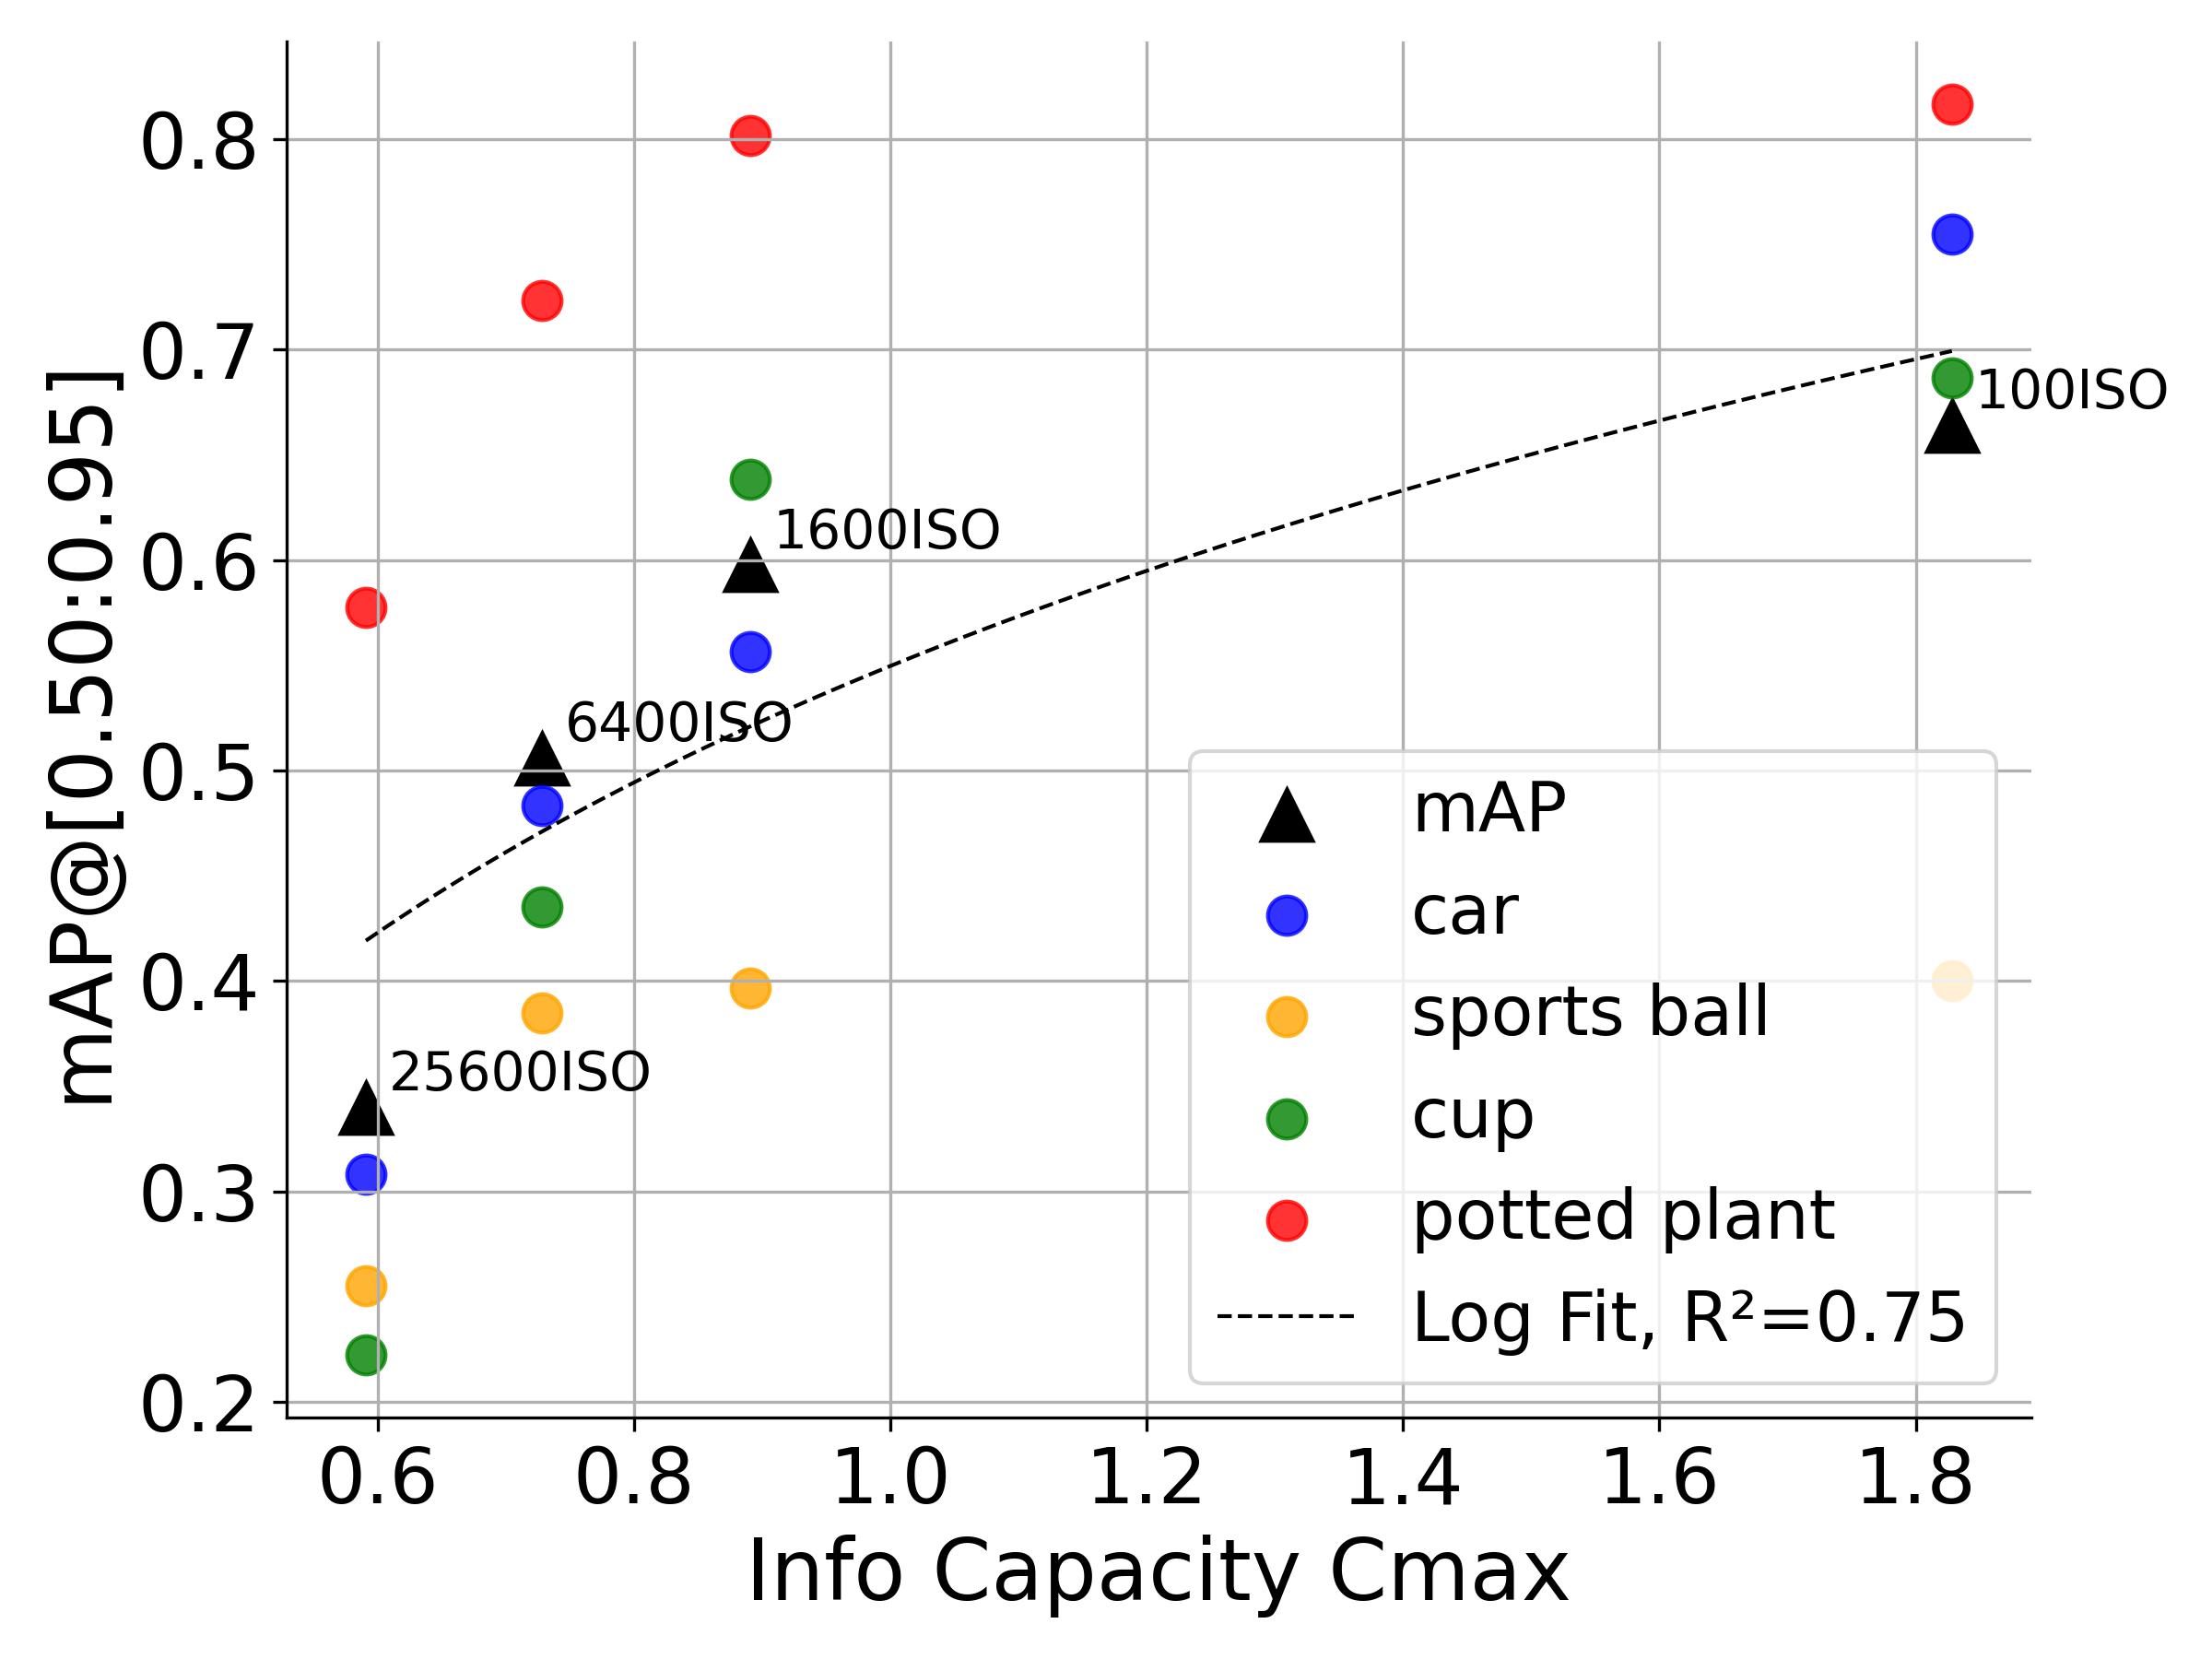 mAP@[0.50:0.95]
0.8
0.7
0.6
0.5
0.4
0.3
0.2
100ISO
1600ISO
6400ISO
25600ISO
mAP
car
sports ball
cup
potted plant
Log Fit, R²=0.75
0.6 0.8 1.0 1.2 1.4 1.6 1.8
Info Capacity Cmax